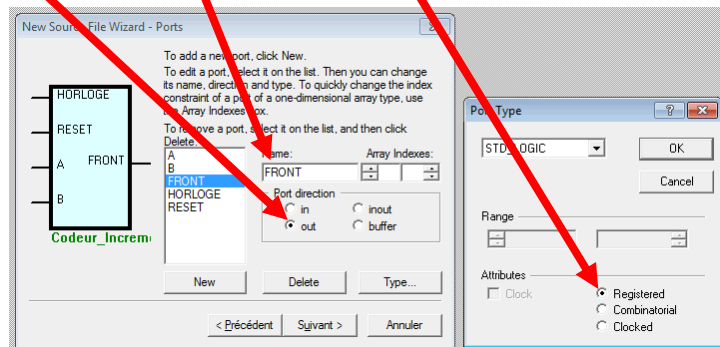 New Source File Wizard - Ports
To add a new port, click New.
To edit a port, select it on the list. Then you can change
its name, direction and type. To quickly change the index
constraint of a port of a one-dimensional array type, use
the Array Indexes box.
To remove a port, select it on the list, and then click
Delete.
HORLOGE
RESET
A
FRONT
B
Codeur_Increm
A
B
FRONT
HORLOGE
RESET
Name:
Array Indexes:
FRONT
Port direction
in
inout
out
buffer
New
Delete
Type...
< Précédent
Suivant >
Annuler
Port Type
STD_LOGIC
OK
Cancel
Range
Attributes
Clock
Registered
Combinatorial
Clocked